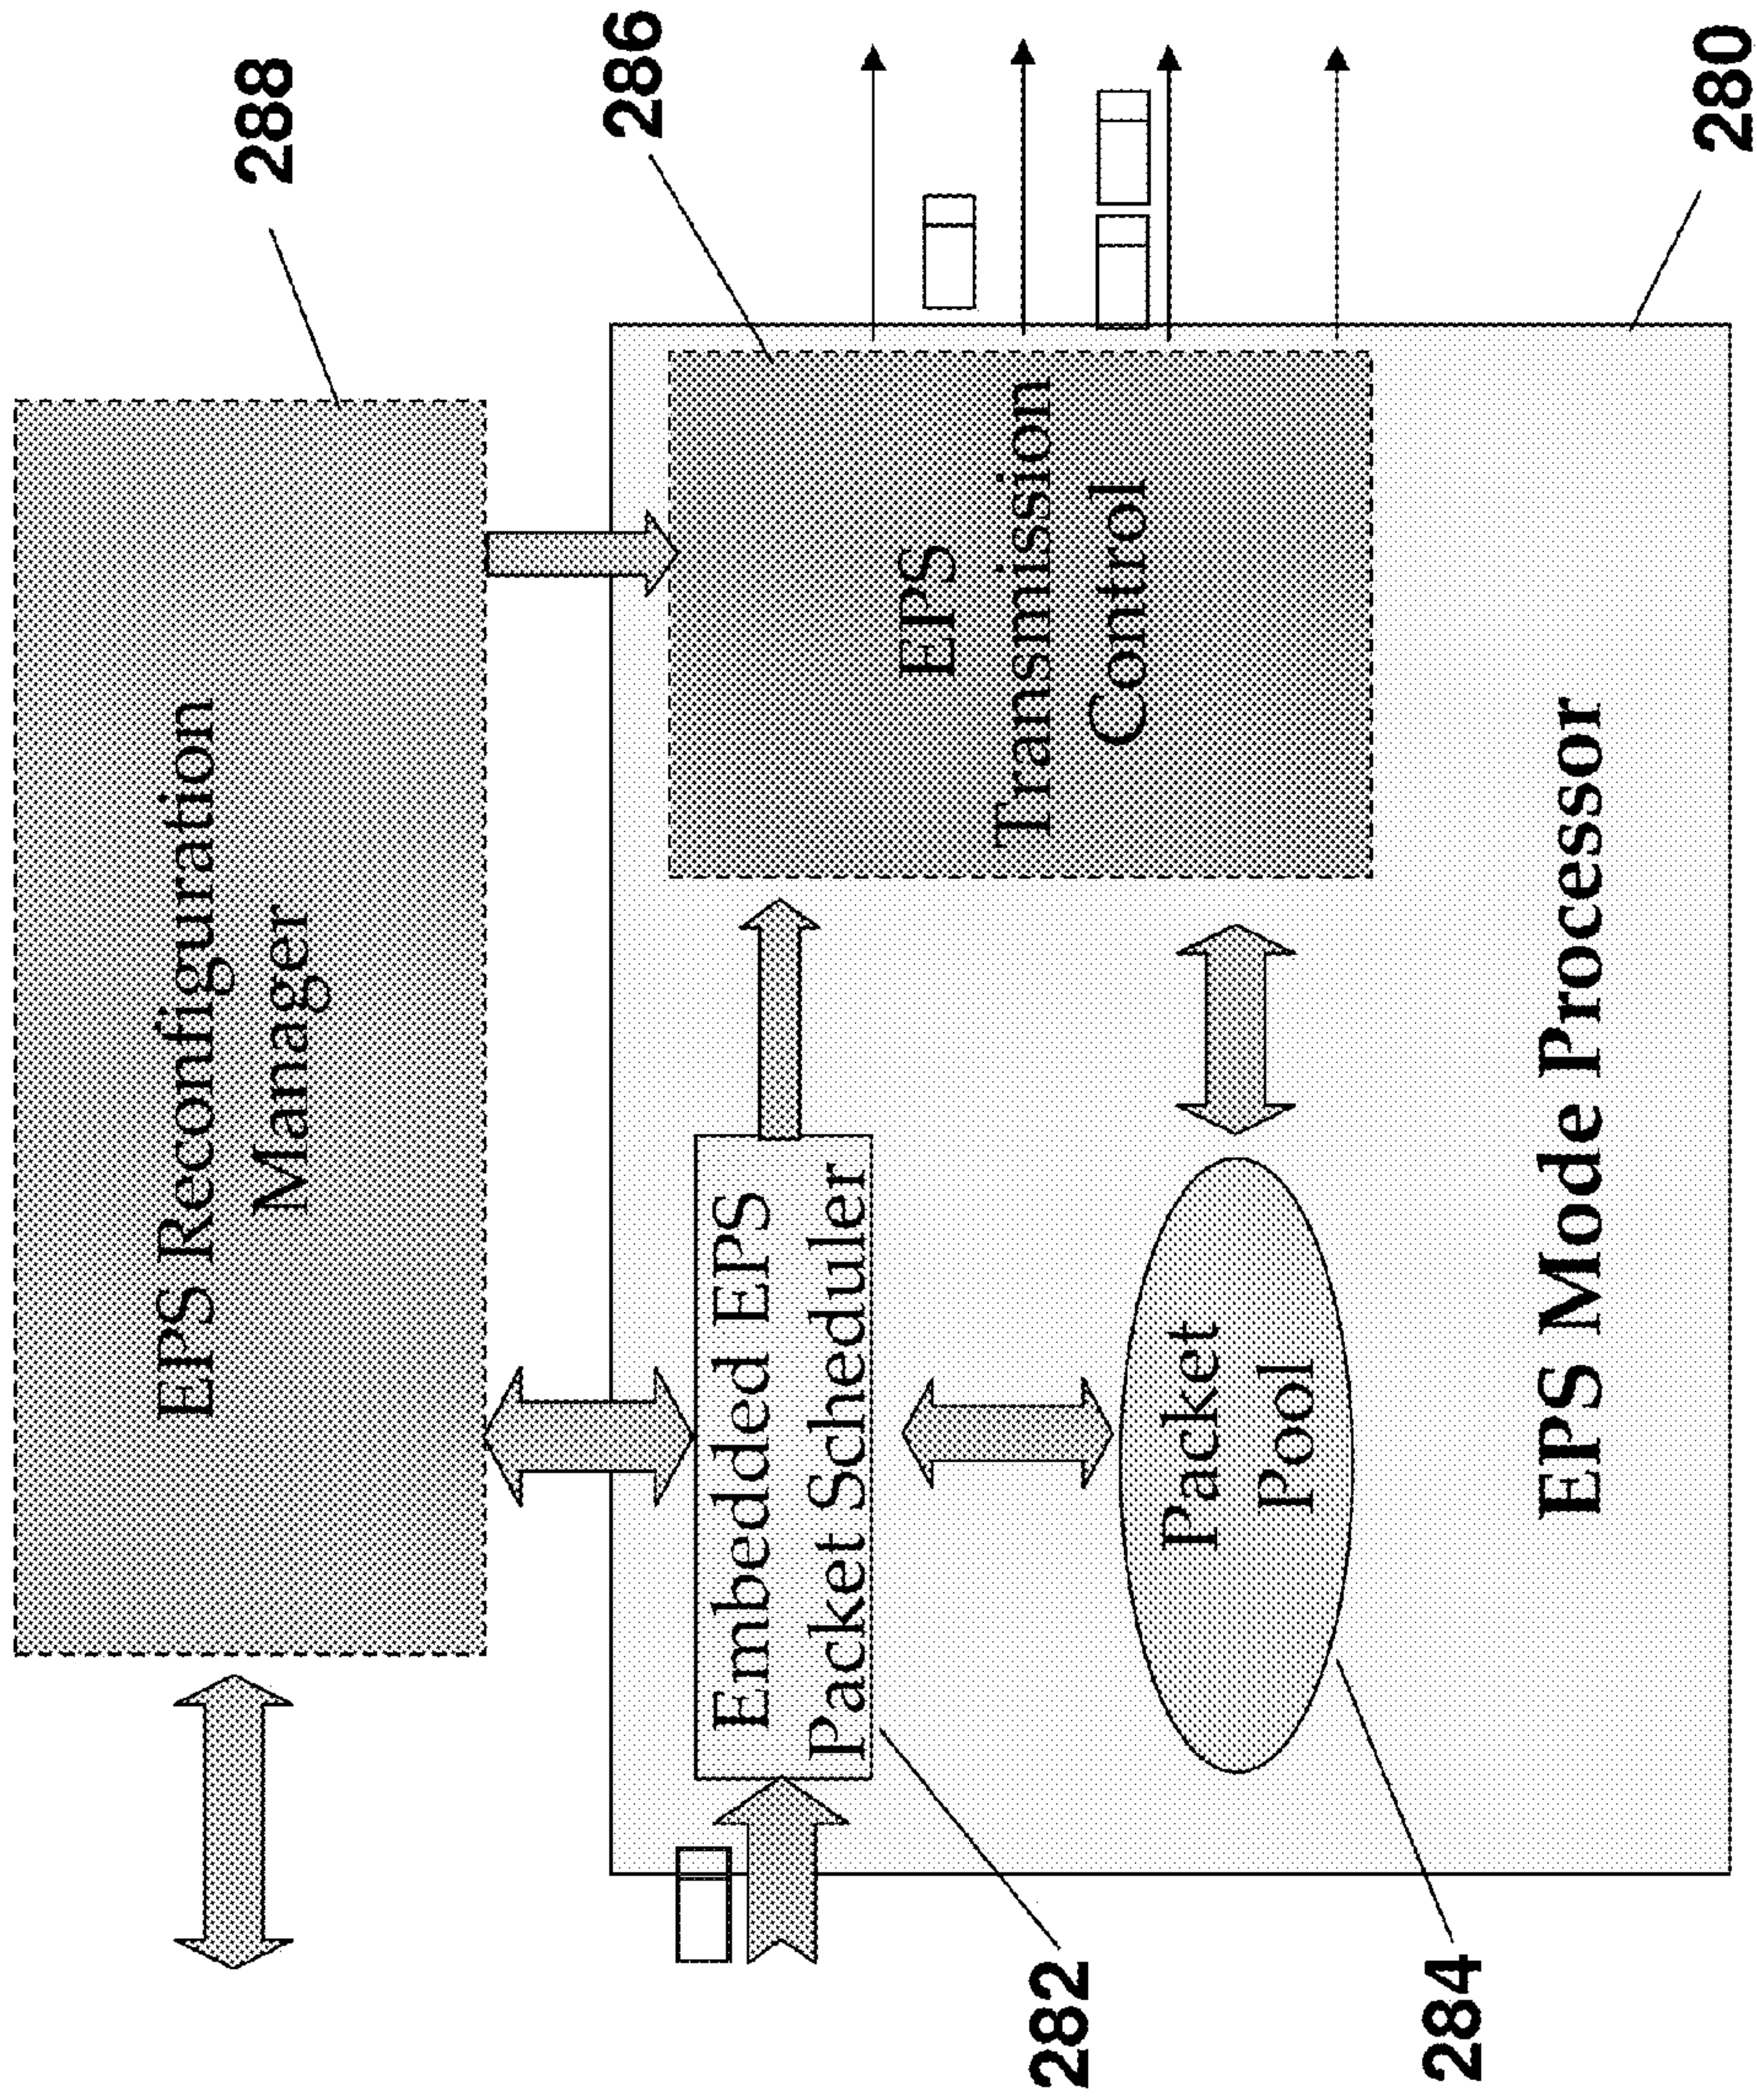 288
EPS Reconfiguration
Manager
286
Embedded EPS
Packet Scheduler
EPS
Transmission
Control
282
Packet
Pool
284
EPS Mode Processor
280